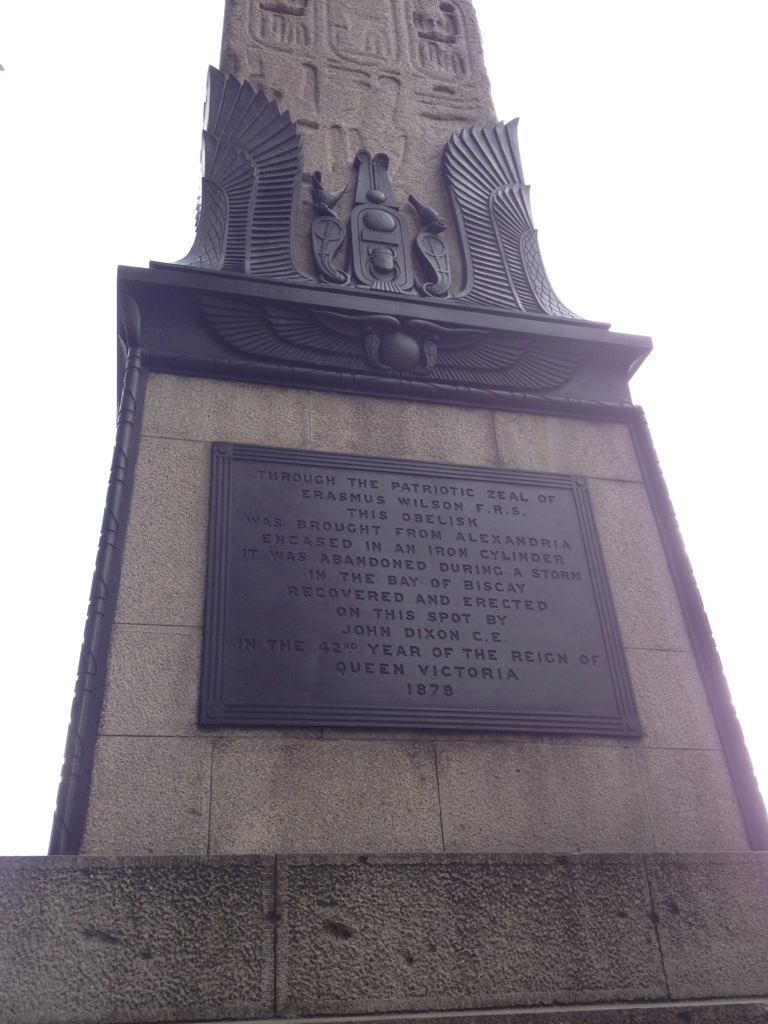 THROUGH THE PATRIOTIC ZEAL OF
ERASMUS WILSON F.R.S.
THIS OBELISK
WAS BROUGHT FROM ALEXANDRIA
ENCASED IN AN IRON CYLINDER
IT WAS ABANDONED DURING A STORM
IN THE BAY OF BISCAY
RECOVERED AND ERECTED
ON THIS SPOT BY
JOHN DIXON C.E.
IN THE 42ND YEAR OF THE REIGN OF
QUEEN VICTORIA
1878